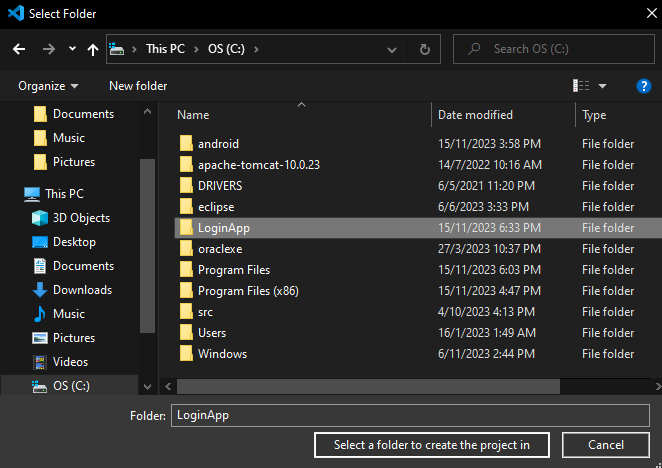 Select Folder
This PC > OS (C:) >
Search OS (C:)
Organize
New folder
?
Documents
Music
Pictures
This PC
3D Objects
Desktop
Documents
Downloads
Music
Pictures
Videos
OS (C:)
Name Date modified Type
android 15/11/2023 3:58 PM File folder
apache-tomcat-10.0.23 14/7/2022 10:16 AM File folder
DRIVERS 6/5/2021 11:20 PM File folder
eclipse 6/6/2023 3:33 PM File folder
LoginApp 15/11/2023 6:33 PM File folder
oraclexe 27/3/2023 10:37 PM File folder
Program Files 15/11/2023 6:03 PM File folder
Program Files (x86) 15/11/2023 4:47 PM File folder
src 4/10/2023 4:13 PM File folder
Users 16/1/2023 1:49 AM File folder
Windows 6/11/2023 2:44 PM File folder
Folder: LoginApp
Select a folder to create the project in
Cancel